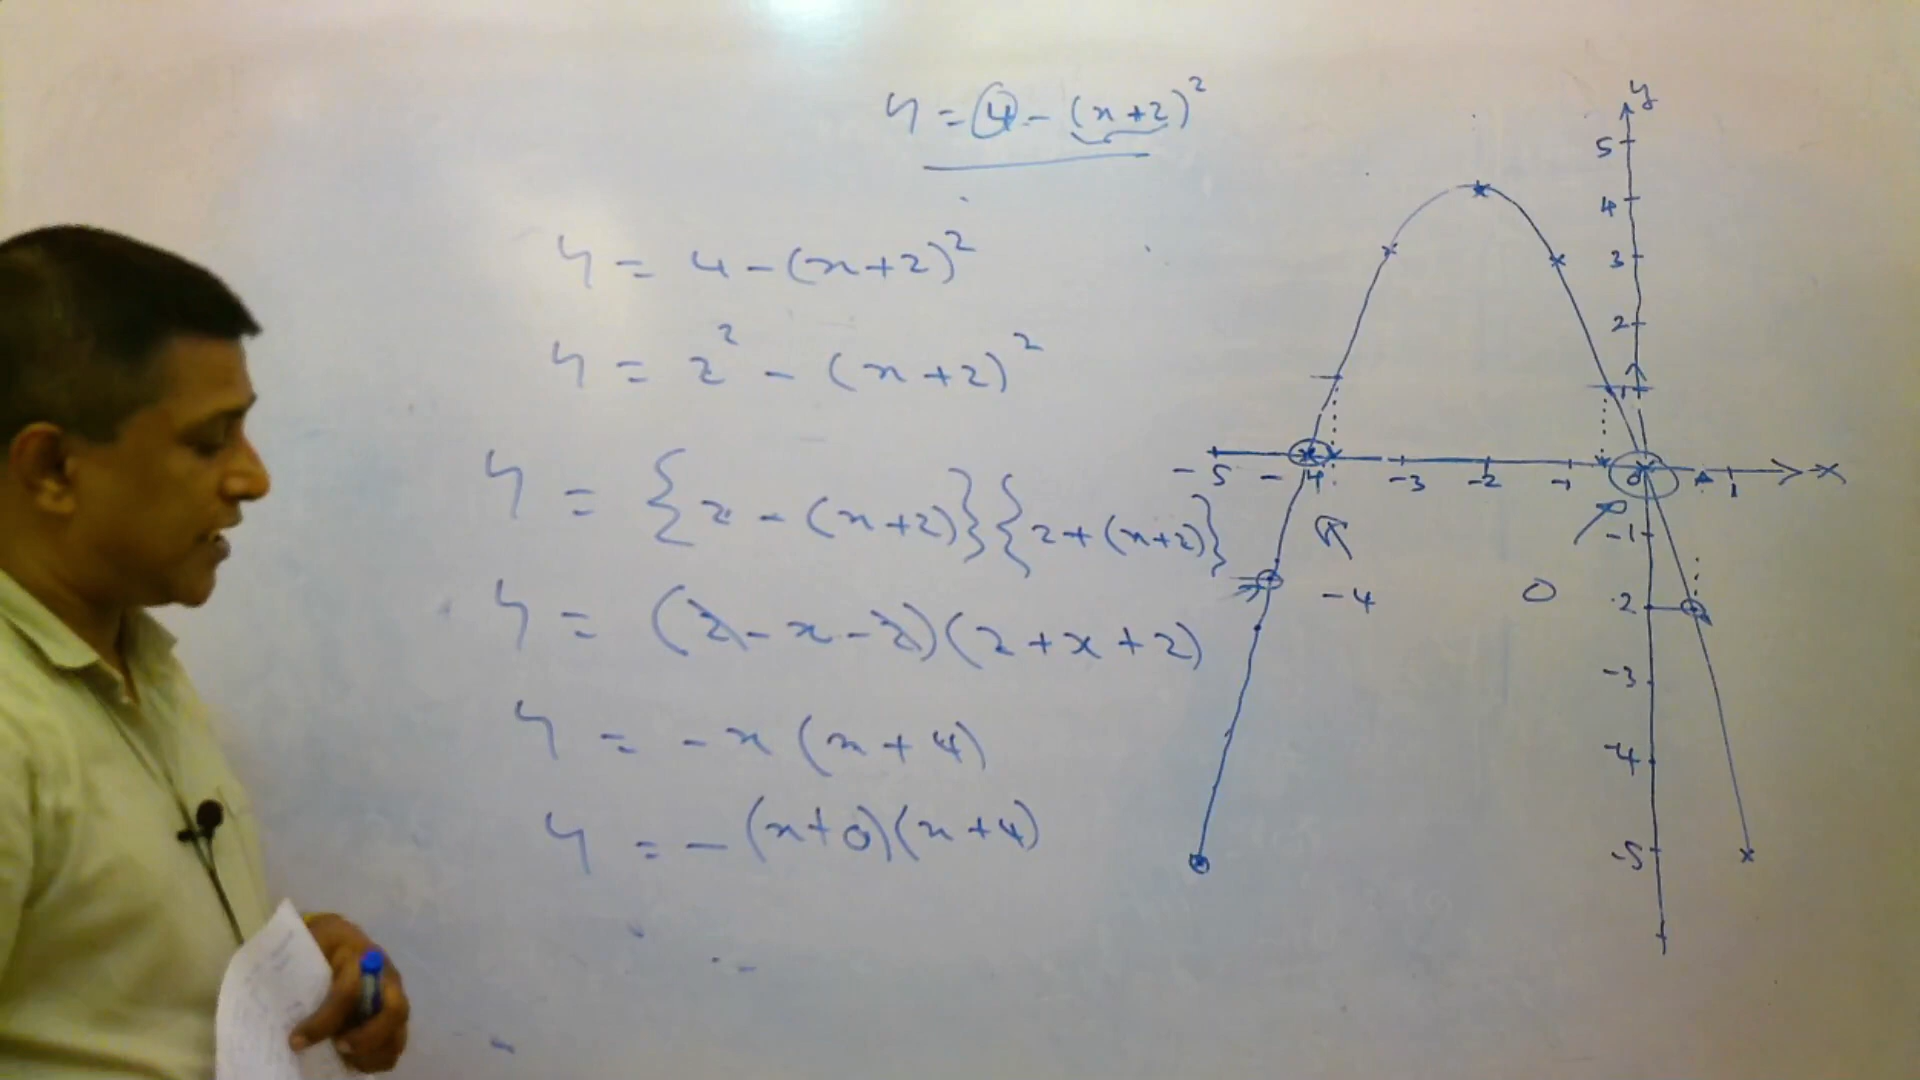 y = 4 - (x+2)²
y = 4 - (x+2)²
y = 2² - (x+2)²
y = {2 - (x+2)}{2 + (x+2)}
y = (2 - x - 2)(2 + x + 2)
y = -x(x + 4)
y = -(x+0)(x+4)
y
5
4
3
2
1
-5 -4 -3 -2 -1 0 1 x
-1
-4 0
-2
-3
-4
-5